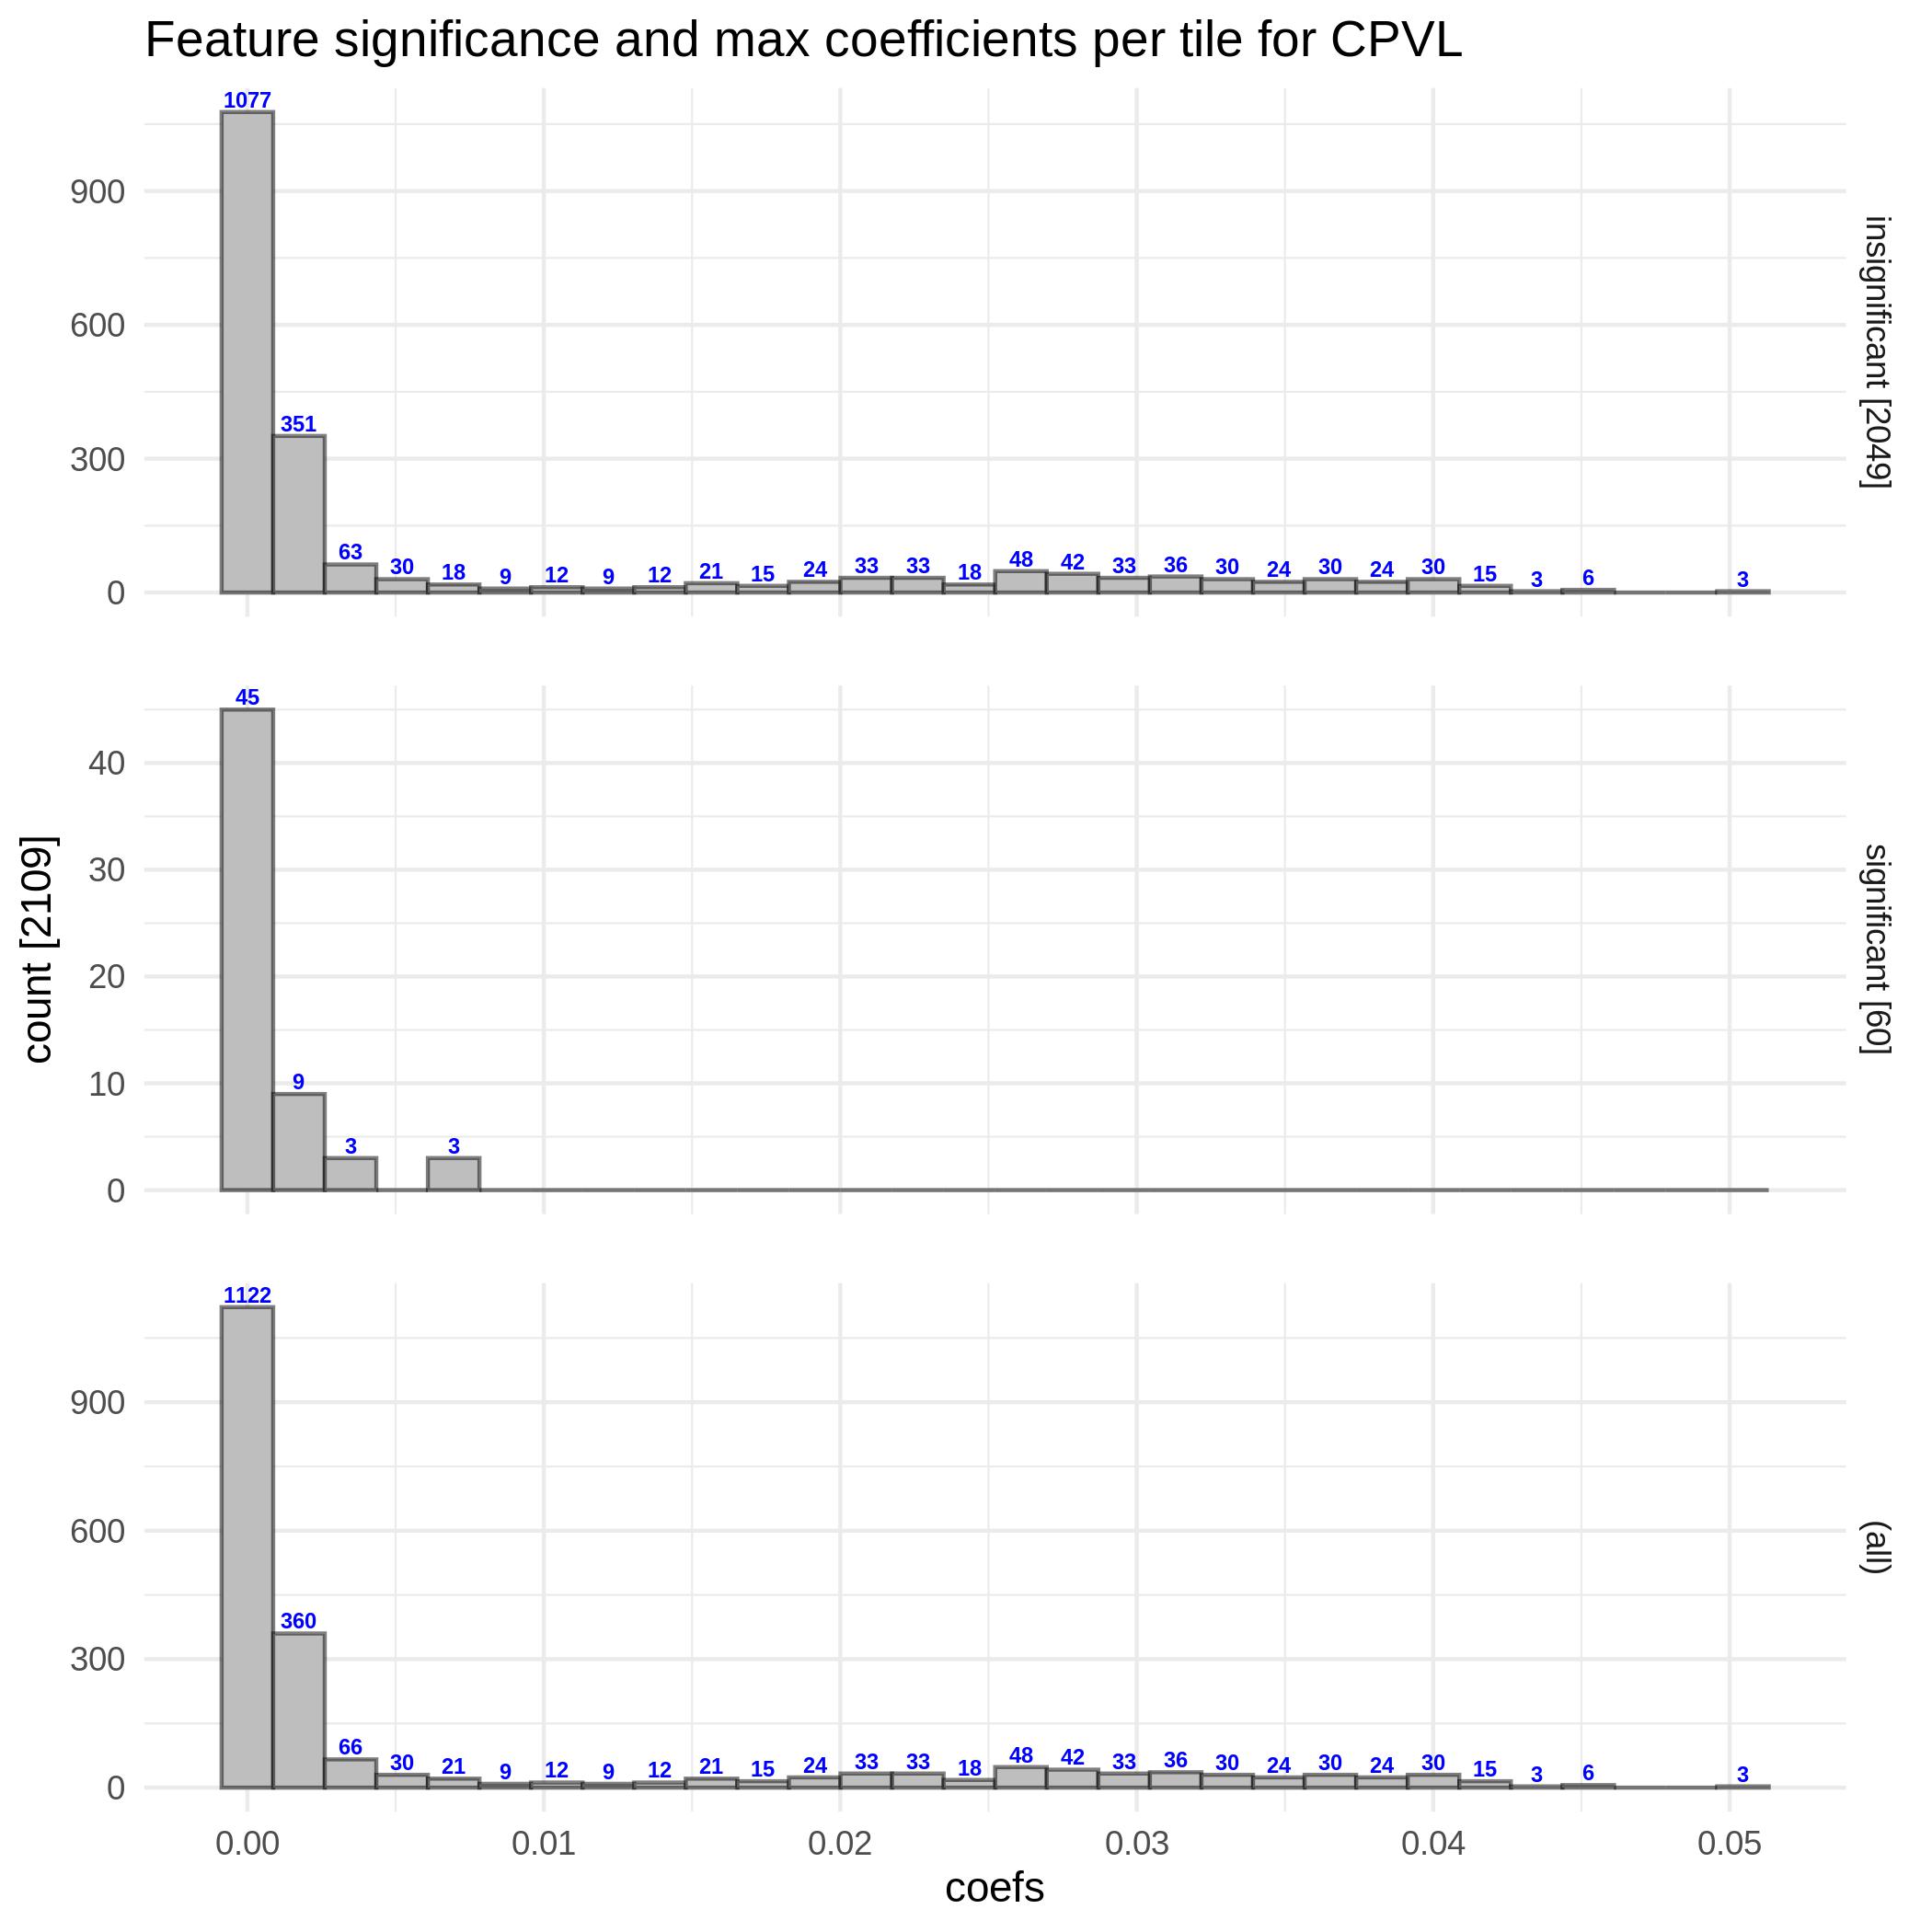 Feature significance and max coefficients per tile for CPVL
1077
900
351
600
300
63 30 18 9 12 9 12 21 15 24 33 33 18 48 42 33 36 30 24 30 24 30 15 3 6 3
0
insignificant [2049]
45
40
30
20
10
9
3 3
0
significant [60]
count [2109]
1122
900
600
360
300
66 30 21 9 12 9 12 21 15 24 33 33 18 48 42 33 36 30 24 30 24 30 15 3 6 3
0
(all)
0.00 0.01 0.02 0.03 0.04 0.05
coefs